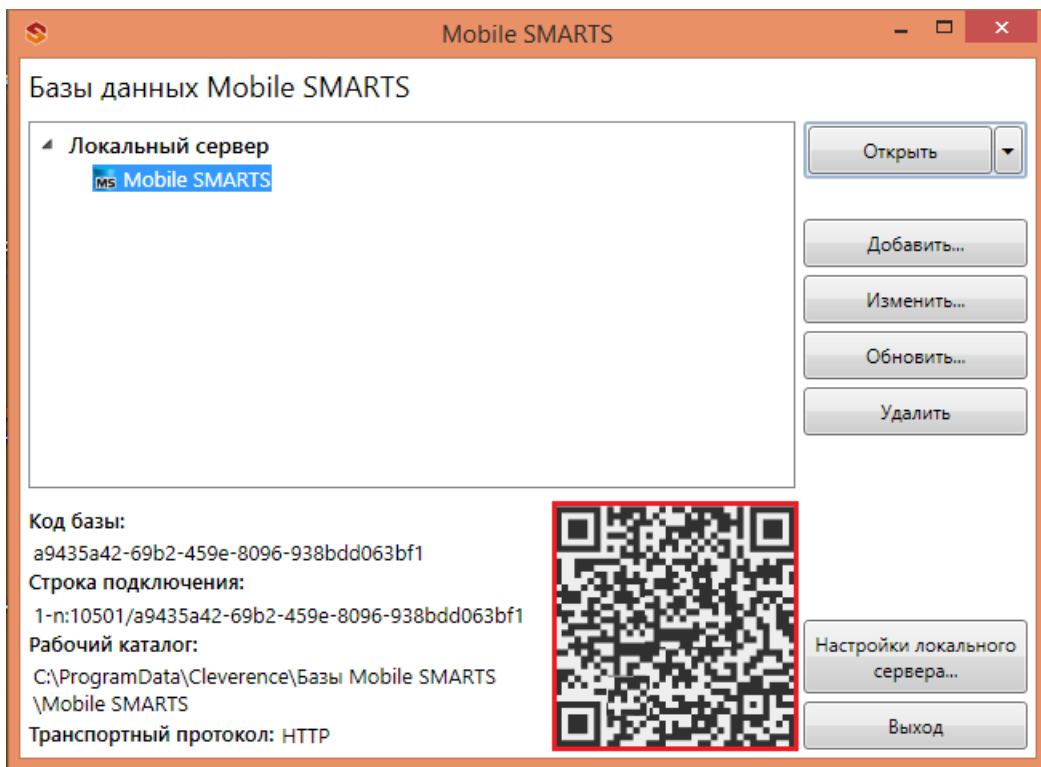 Mobile SMARTS
Базы данных Mobile SMARTS
Локальный сервер
MS Mobile SMARTS
Открыть
Добавить...
Изменить...
Обновить...
Удалить
Код базы:
a9435a42-69b2-459e-8096-938bdd063bf1
Строка подключения:
1-n:10501/a9435a42-69b2-459e-8096-938bdd063bf1
Рабочий каталог:
C:\ProgramData\Cleverence\Базы Mobile SMARTS
\Mobile SMARTS
Транспортный протокол: HTTP
Настройки локального
сервера...
Выход